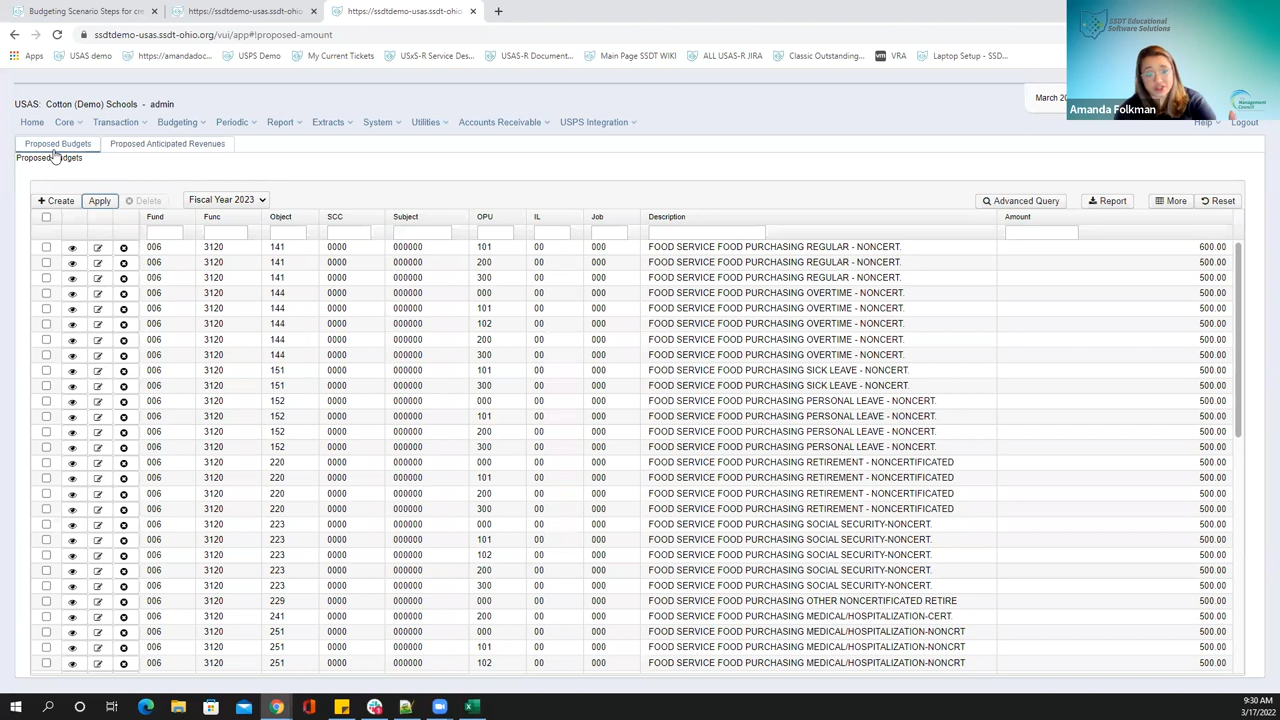 Budgeting Scenario Steps for cre
https://ssdtdemo-usas.ssdt-ohio
https://ssdtdemo-usas.ssdt-ohio.
ssdtdemo-usas.ssdt-ohio.org/vui/app#!proposed-amount
Apps USAS demo https://amandadoc... USPS Demo My Current Tickets USxS-R Service Des... USAS-R Document... Main Page SSDT WIKI ALL USAS-R JIRA Classic Outstanding... VRA Laptop Setup - SSD...
SSDT Educational
Software Solutions
Amanda Folkman
Management
Council
USAS: Cotton (Demo) Schools - admin
March 20
Home Core Transaction Budgeting Periodic Report Extracts System Utilities Accounts Receivable USPS Integration Help Logout
Proposed Budgets Proposed Anticipated Revenues
Proposed Budgets
Create Apply Delete Fiscal Year 2023 Advanced Query Report More Reset
Fund Func Object SCC Subject OPU IL Job Description Amount
006 3120 141 0000 000000 101 00 000 FOOD SERVICE FOOD PURCHASING REGULAR - NONCERT. 600.00
006 3120 141 0000 000000 200 00 000 FOOD SERVICE FOOD PURCHASING REGULAR - NONCERT. 500.00
006 3120 141 0000 000000 300 00 000 FOOD SERVICE FOOD PURCHASING REGULAR - NONCERT. 500.00
006 3120 144 0000 000000 000 00 000 FOOD SERVICE FOOD PURCHASING OVERTIME - NONCERT. 500.00
006 3120 144 0000 000000 101 00 000 FOOD SERVICE FOOD PURCHASING OVERTIME - NONCERT. 500.00
006 3120 144 0000 000000 102 00 000 FOOD SERVICE FOOD PURCHASING OVERTIME - NONCERT. 500.00
006 3120 144 0000 000000 200 00 000 FOOD SERVICE FOOD PURCHASING OVERTIME - NONCERT. 500.00
006 3120 144 0000 000000 300 00 000 FOOD SERVICE FOOD PURCHASING OVERTIME - NONCERT. 500.00
006 3120 151 0000 000000 101 00 000 FOOD SERVICE FOOD PURCHASING SICK LEAVE - NONCERT. 500.00
006 3120 151 0000 000000 300 00 000 FOOD SERVICE FOOD PURCHASING SICK LEAVE - NONCERT. 500.00
006 3120 152 0000 000000 000 00 000 FOOD SERVICE FOOD PURCHASING PERSONAL LEAVE - NONCERT. 500.00
006 3120 152 0000 000000 101 00 000 FOOD SERVICE FOOD PURCHASING PERSONAL LEAVE - NONCERT. 500.00
006 3120 152 0000 000000 200 00 000 FOOD SERVICE FOOD PURCHASING PERSONAL LEAVE - NONCERT. 500.00
006 3120 152 0000 000000 300 00 000 FOOD SERVICE FOOD PURCHASING PERSONAL LEAVE - NONCERT. 500.00
006 3120 220 0000 000000 000 00 000 FOOD SERVICE FOOD PURCHASING RETIREMENT - NONCERTIFICATED 500.00
006 3120 220 0000 000000 101 00 000 FOOD SERVICE FOOD PURCHASING RETIREMENT - NONCERTIFICATED 500.00
006 3120 220 0000 000000 200 00 000 FOOD SERVICE FOOD PURCHASING RETIREMENT - NONCERTIFICATED 500.00
006 3120 220 0000 000000 300 00 000 FOOD SERVICE FOOD PURCHASING RETIREMENT - NONCERTIFICATED 500.00
006 3120 223 0000 000000 000 00 000 FOOD SERVICE FOOD PURCHASING SOCIAL SECURITY-NONCERT. 500.00
006 3120 223 0000 000000 101 00 000 FOOD SERVICE FOOD PURCHASING SOCIAL SECURITY-NONCERT. 500.00
006 3120 223 0000 000000 102 00 000 FOOD SERVICE FOOD PURCHASING SOCIAL SECURITY-NONCERT. 500.00
006 3120 223 0000 000000 200 00 000 FOOD SERVICE FOOD PURCHASING SOCIAL SECURITY-NONCERT. 500.00
006 3120 223 0000 000000 300 00 000 FOOD SERVICE FOOD PURCHASING SOCIAL SECURITY-NONCERT. 500.00
006 3120 229 0000 000000 000 00 000 FOOD SERVICE FOOD PURCHASING OTHER NONCERTIFICATED RETIRE 500.00
006 3120 241 0000 000000 200 00 000 FOOD SERVICE FOOD PURCHASING MEDICAL/HOSPITALIZATION-CERT. 500.00
006 3120 251 0000 000000 000 00 000 FOOD SERVICE FOOD PURCHASING MEDICAL/HOSPITALIZATION-NONCRT 500.00
006 3120 251 0000 000000 101 00 000 FOOD SERVICE FOOD PURCHASING MEDICAL/HOSPITALIZATION-NONCRT 500.00
006 3120 251 0000 000000 102 00 000 FOOD SERVICE FOOD PURCHASING MEDICAL/HOSPITALIZATION-NONCRT 500.00
9:30 AM
3/17/2022